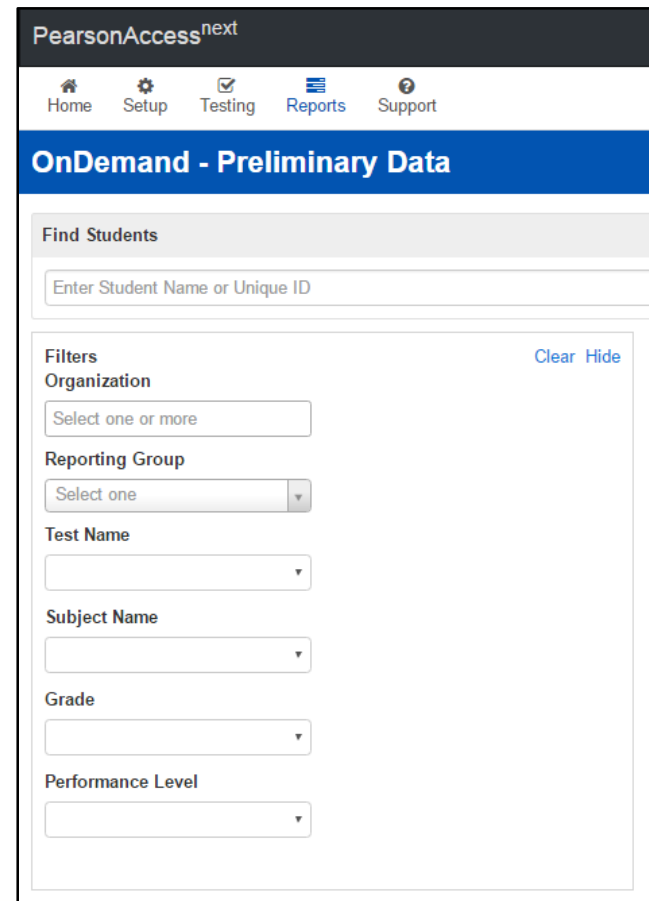 PearsonAccessnext
Home Setup Testing Reports Support
OnDemand - Preliminary Data
Find Students
Enter Student Name or Unique ID
Filters Clear Hide
Organization
Select one or more
Reporting Group
Select one
Test Name
Subject Name
Grade
Performance Level